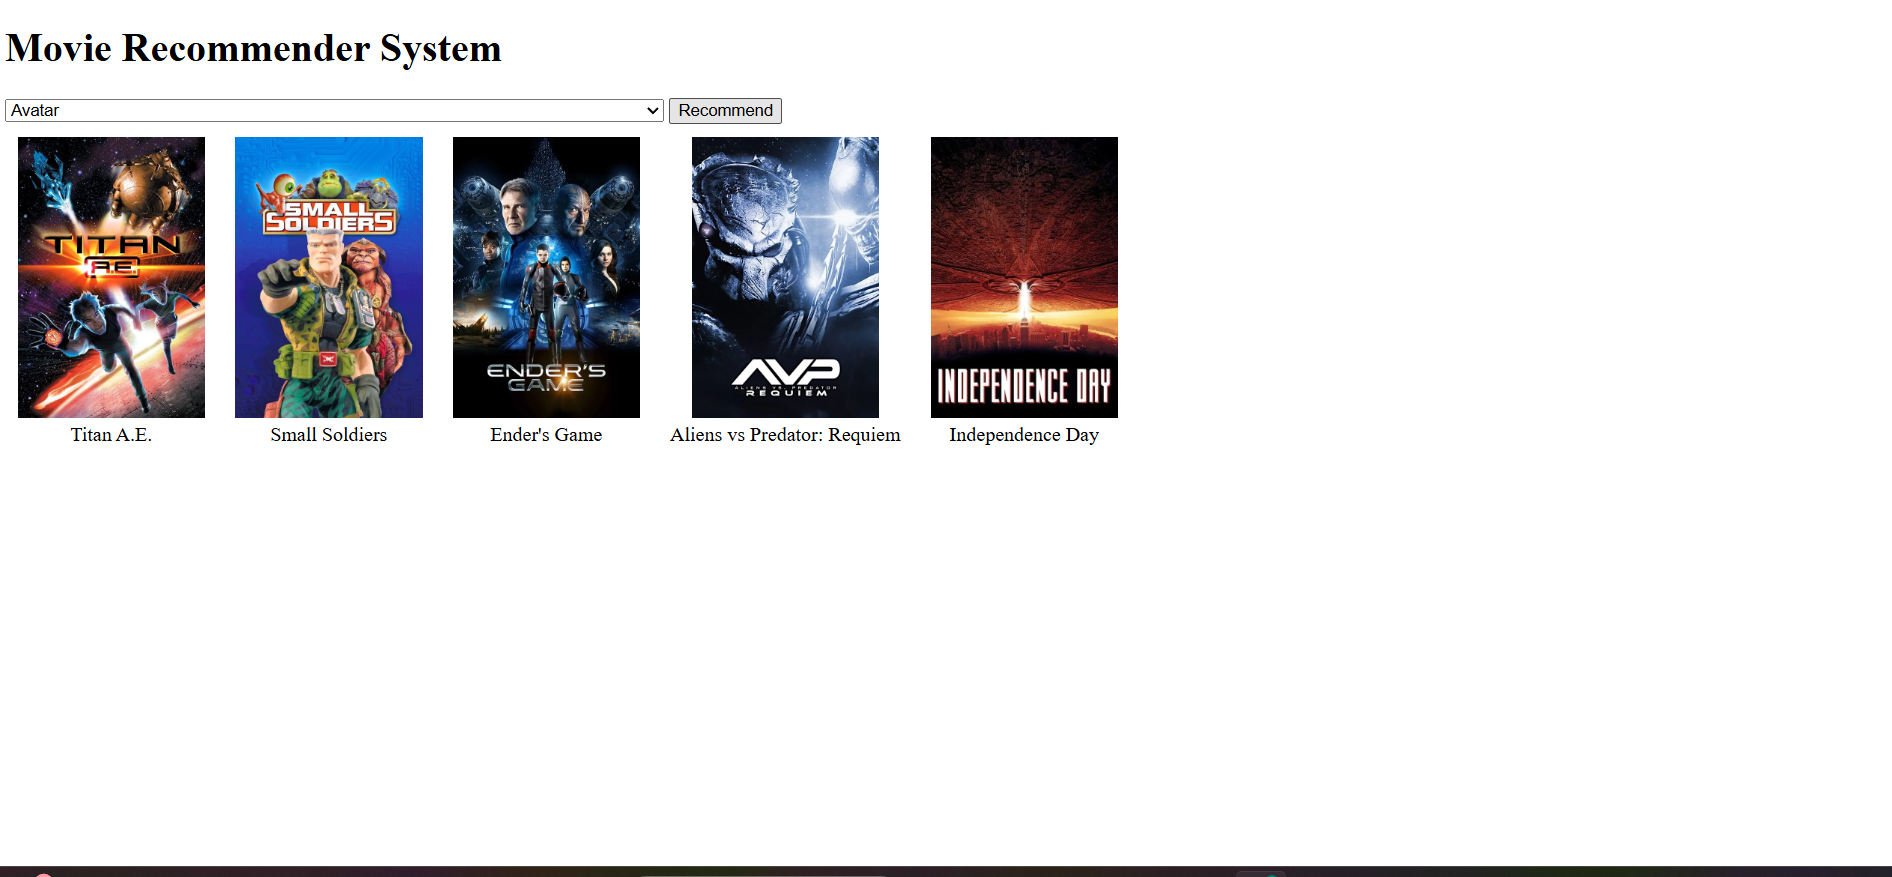 Movie Recommender System
Avatar
Recommend
TITAN
A.E.
SMALL
SOLDIERS
ENDER'S
GAME
AVP
ALIENS VS. PREDATOR
REQUIEM
INDEPENDENCE DAY
Titan A.E.
Small Soldiers
Ender's Game
Aliens vs Predator: Requiem
Independence Day